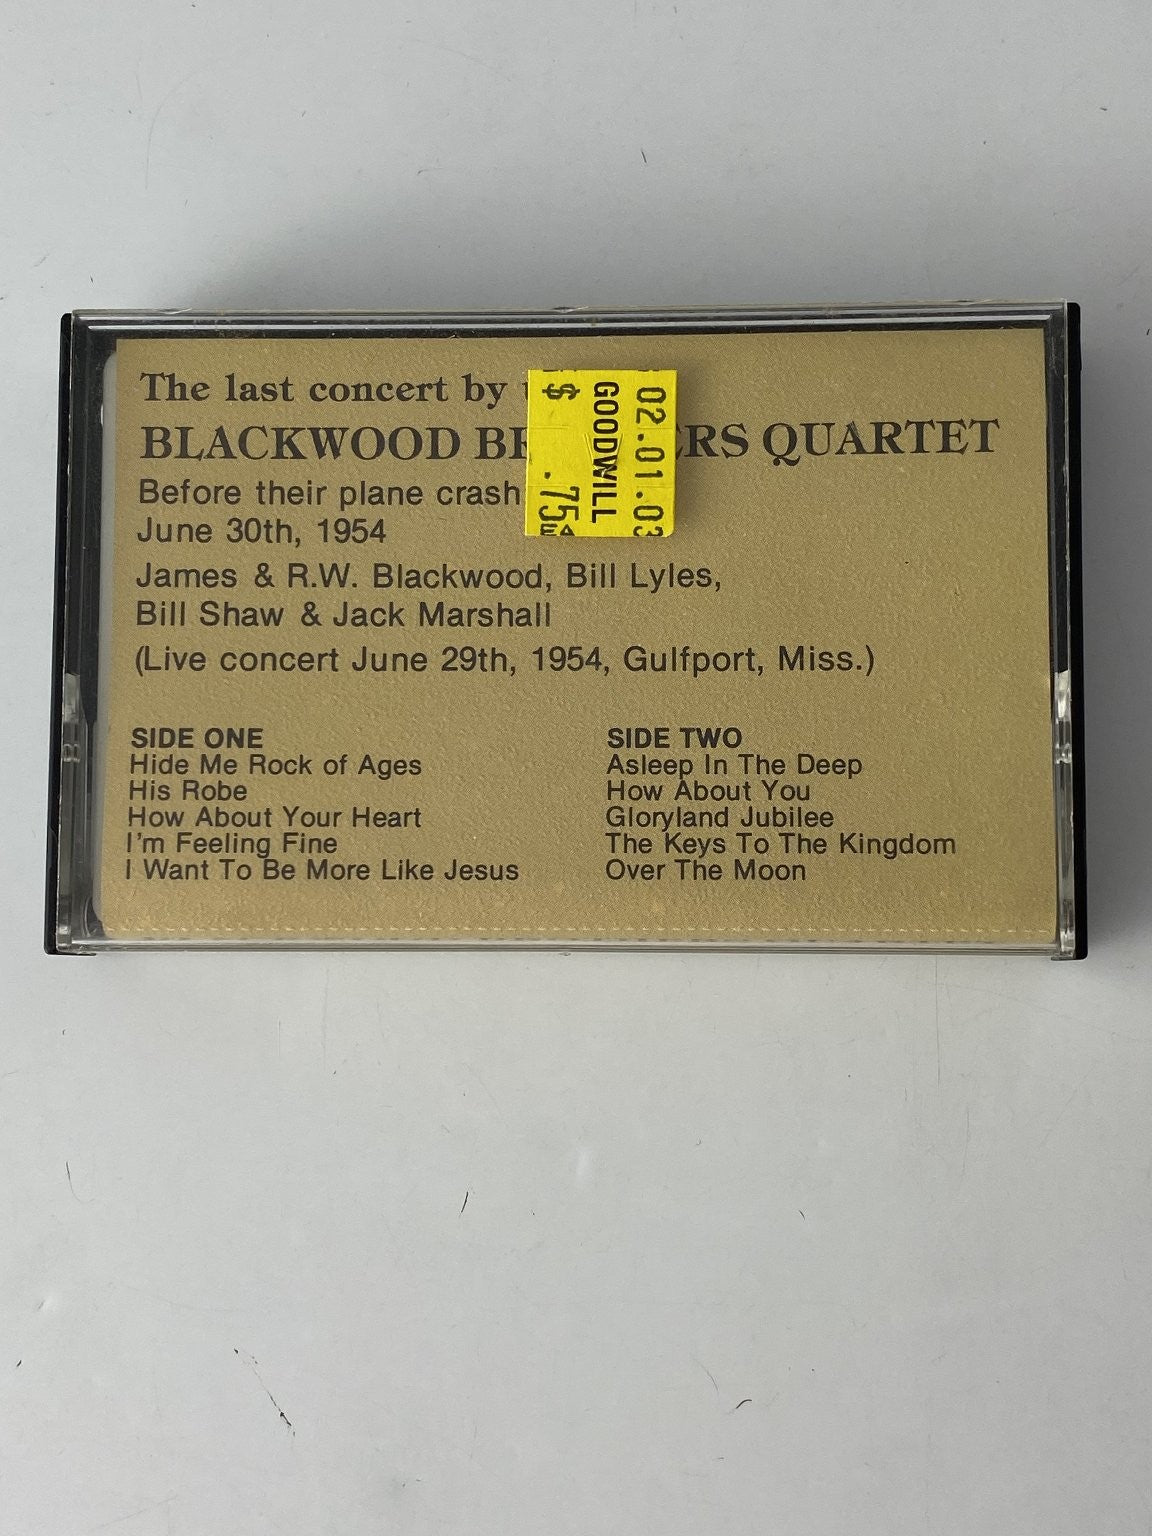 The last concert by
BLACKWOOD BR ERS QUARTET
Before their plane crash
June 30th, 1954
James & R.W. Blackwood, Bill Lyles,
Bill Shaw & Jack Marshall
(Live concert June 29th, 1954, Gulfport, Miss.)
02.01.03
GOODWILL
$ .75
SIDE ONE
Hide Me Rock of Ages
His Robe
How About Your Heart
I'm Feeling Fine
I Want To Be More Like Jesus
SIDE TWO
Asleep In The Deep
How About You
Gloryland Jubilee
The Keys To The Kingdom
Over The Moon